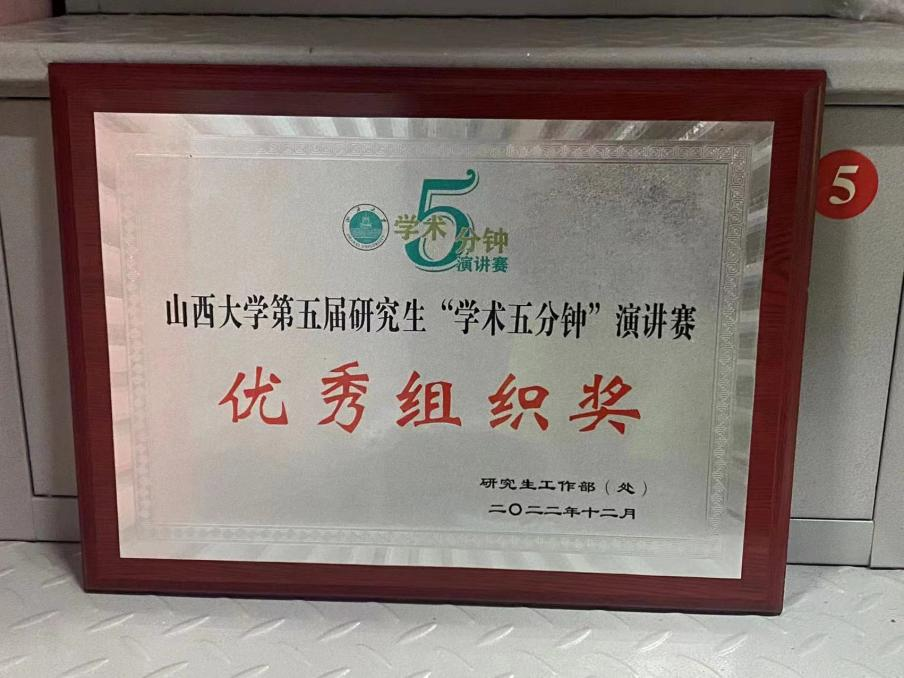 学术5分钟
演讲赛
山西大学第五届研究生“学术五分钟”演讲赛
优秀组织奖
研究生工作部（处）
二〇二二年十二月
5